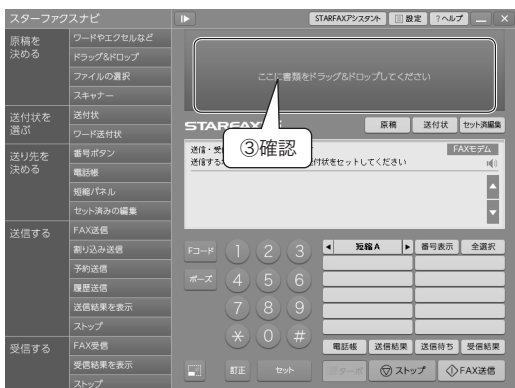 スターファクスナビ
STARFAXアシスタント
設定
?ヘルプ
原稿を
決める
ワードやエクセルなど
ドラッグ&ドロップ
ファイルの選択
スキャナー
送付状を
選ぶ
送付状
ワード送付状
送り先を
決める
番号ボタン
電話帳
短縮パネル
セット済みの編集
送信する
FAX送信
割り込み送信
予約送信
履歴送信
送信結果を表示
ストップ
受信する
FAX受信
受信結果を表示
ストップ
ここに書類をドラッグ&ドロップしてください
③確認
STARFAX
原稿
送付状
セット済編集
送信・受
FAXモデム
送信する
付状をセットしてください
Fコード
1
2
3
ポーズ
4
5
6
7
8
9
*
0
#
訂正
セット
短縮A
番号表示
全選択
電話帳
送信結果
送信待ち
受信結果
ターボ
ストップ
FAX送信